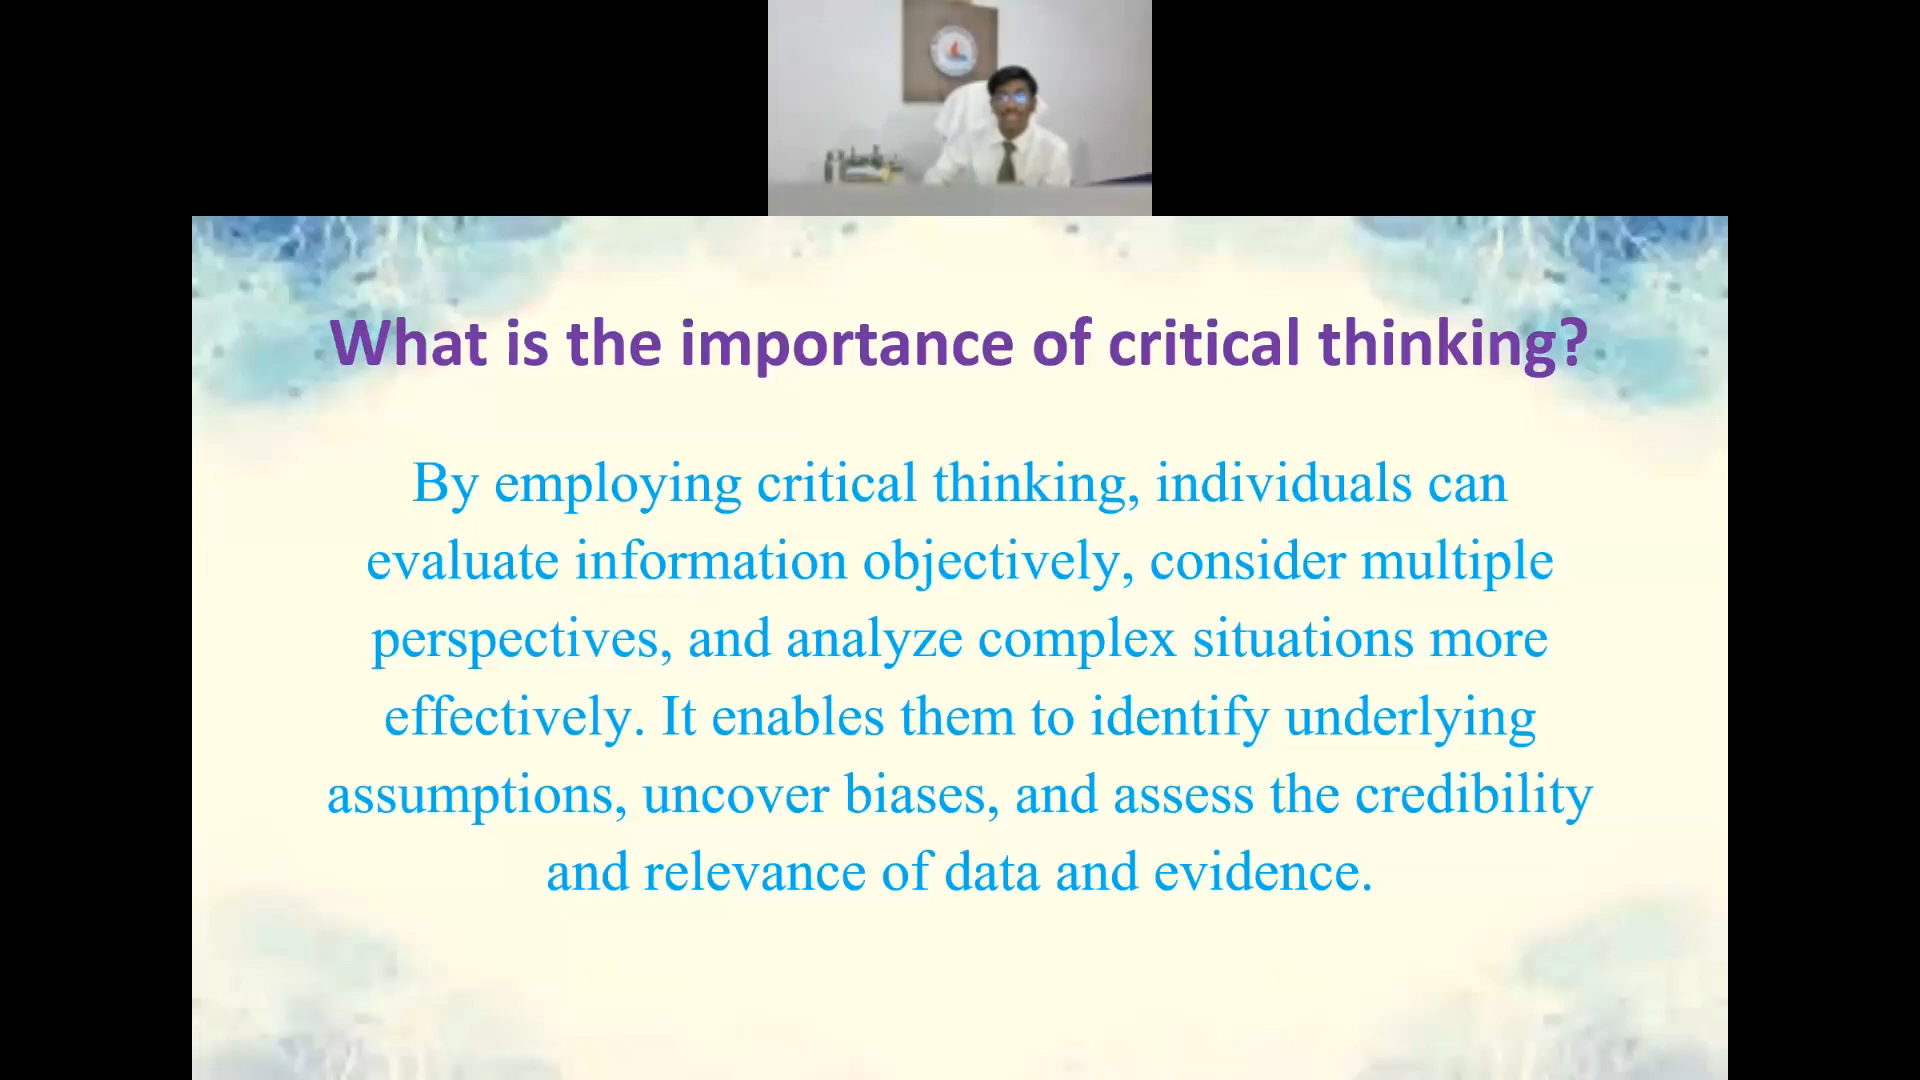 What is the importance of critical thinking?
By employing critical thinking, individuals can
evaluate information objectively, consider multiple
perspectives, and analyze complex situations more
effectively. It enables them to identify underlying
assumptions, uncover biases, and assess the credibility
and relevance of data and evidence.